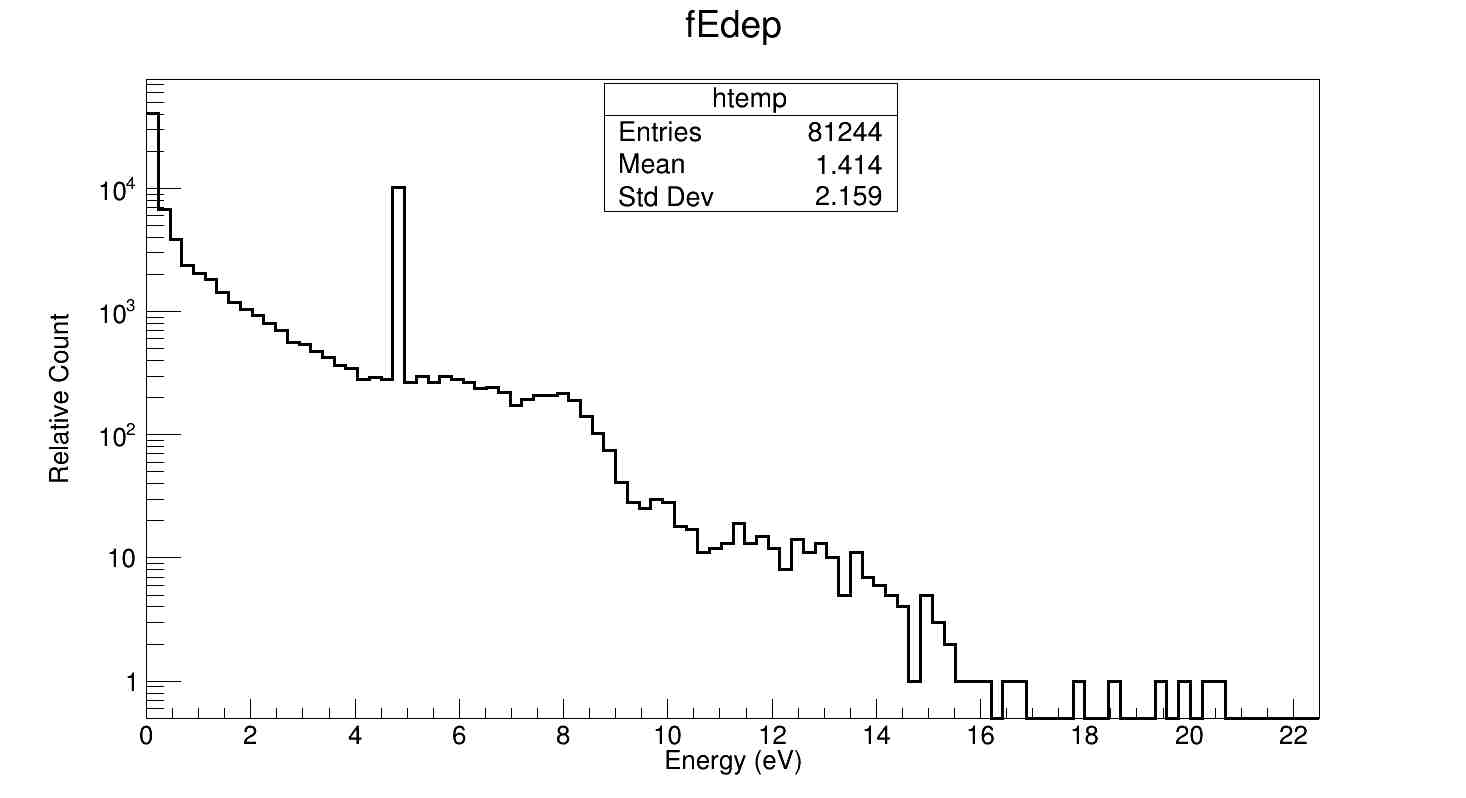 fEdep
htemp
Entries 81244
Mean 1.414
Std Dev 2.159
Relative Count
10⁴
10³
10²
10
1
0 2 4 6 8 10 12 14 16 18 20 22
Energy (eV)